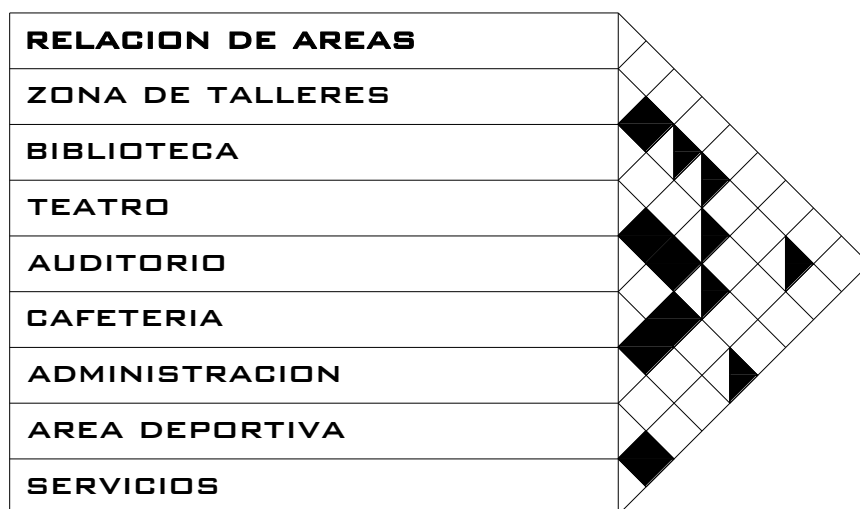 RELACION DE AREAS
ZONA DE TALLERES
BIBLIOTECA
TEATRO
AUDITORIO
CAFETERIA
ADMINISTRACION
AREA DEPORTIVA
SERVICIOS